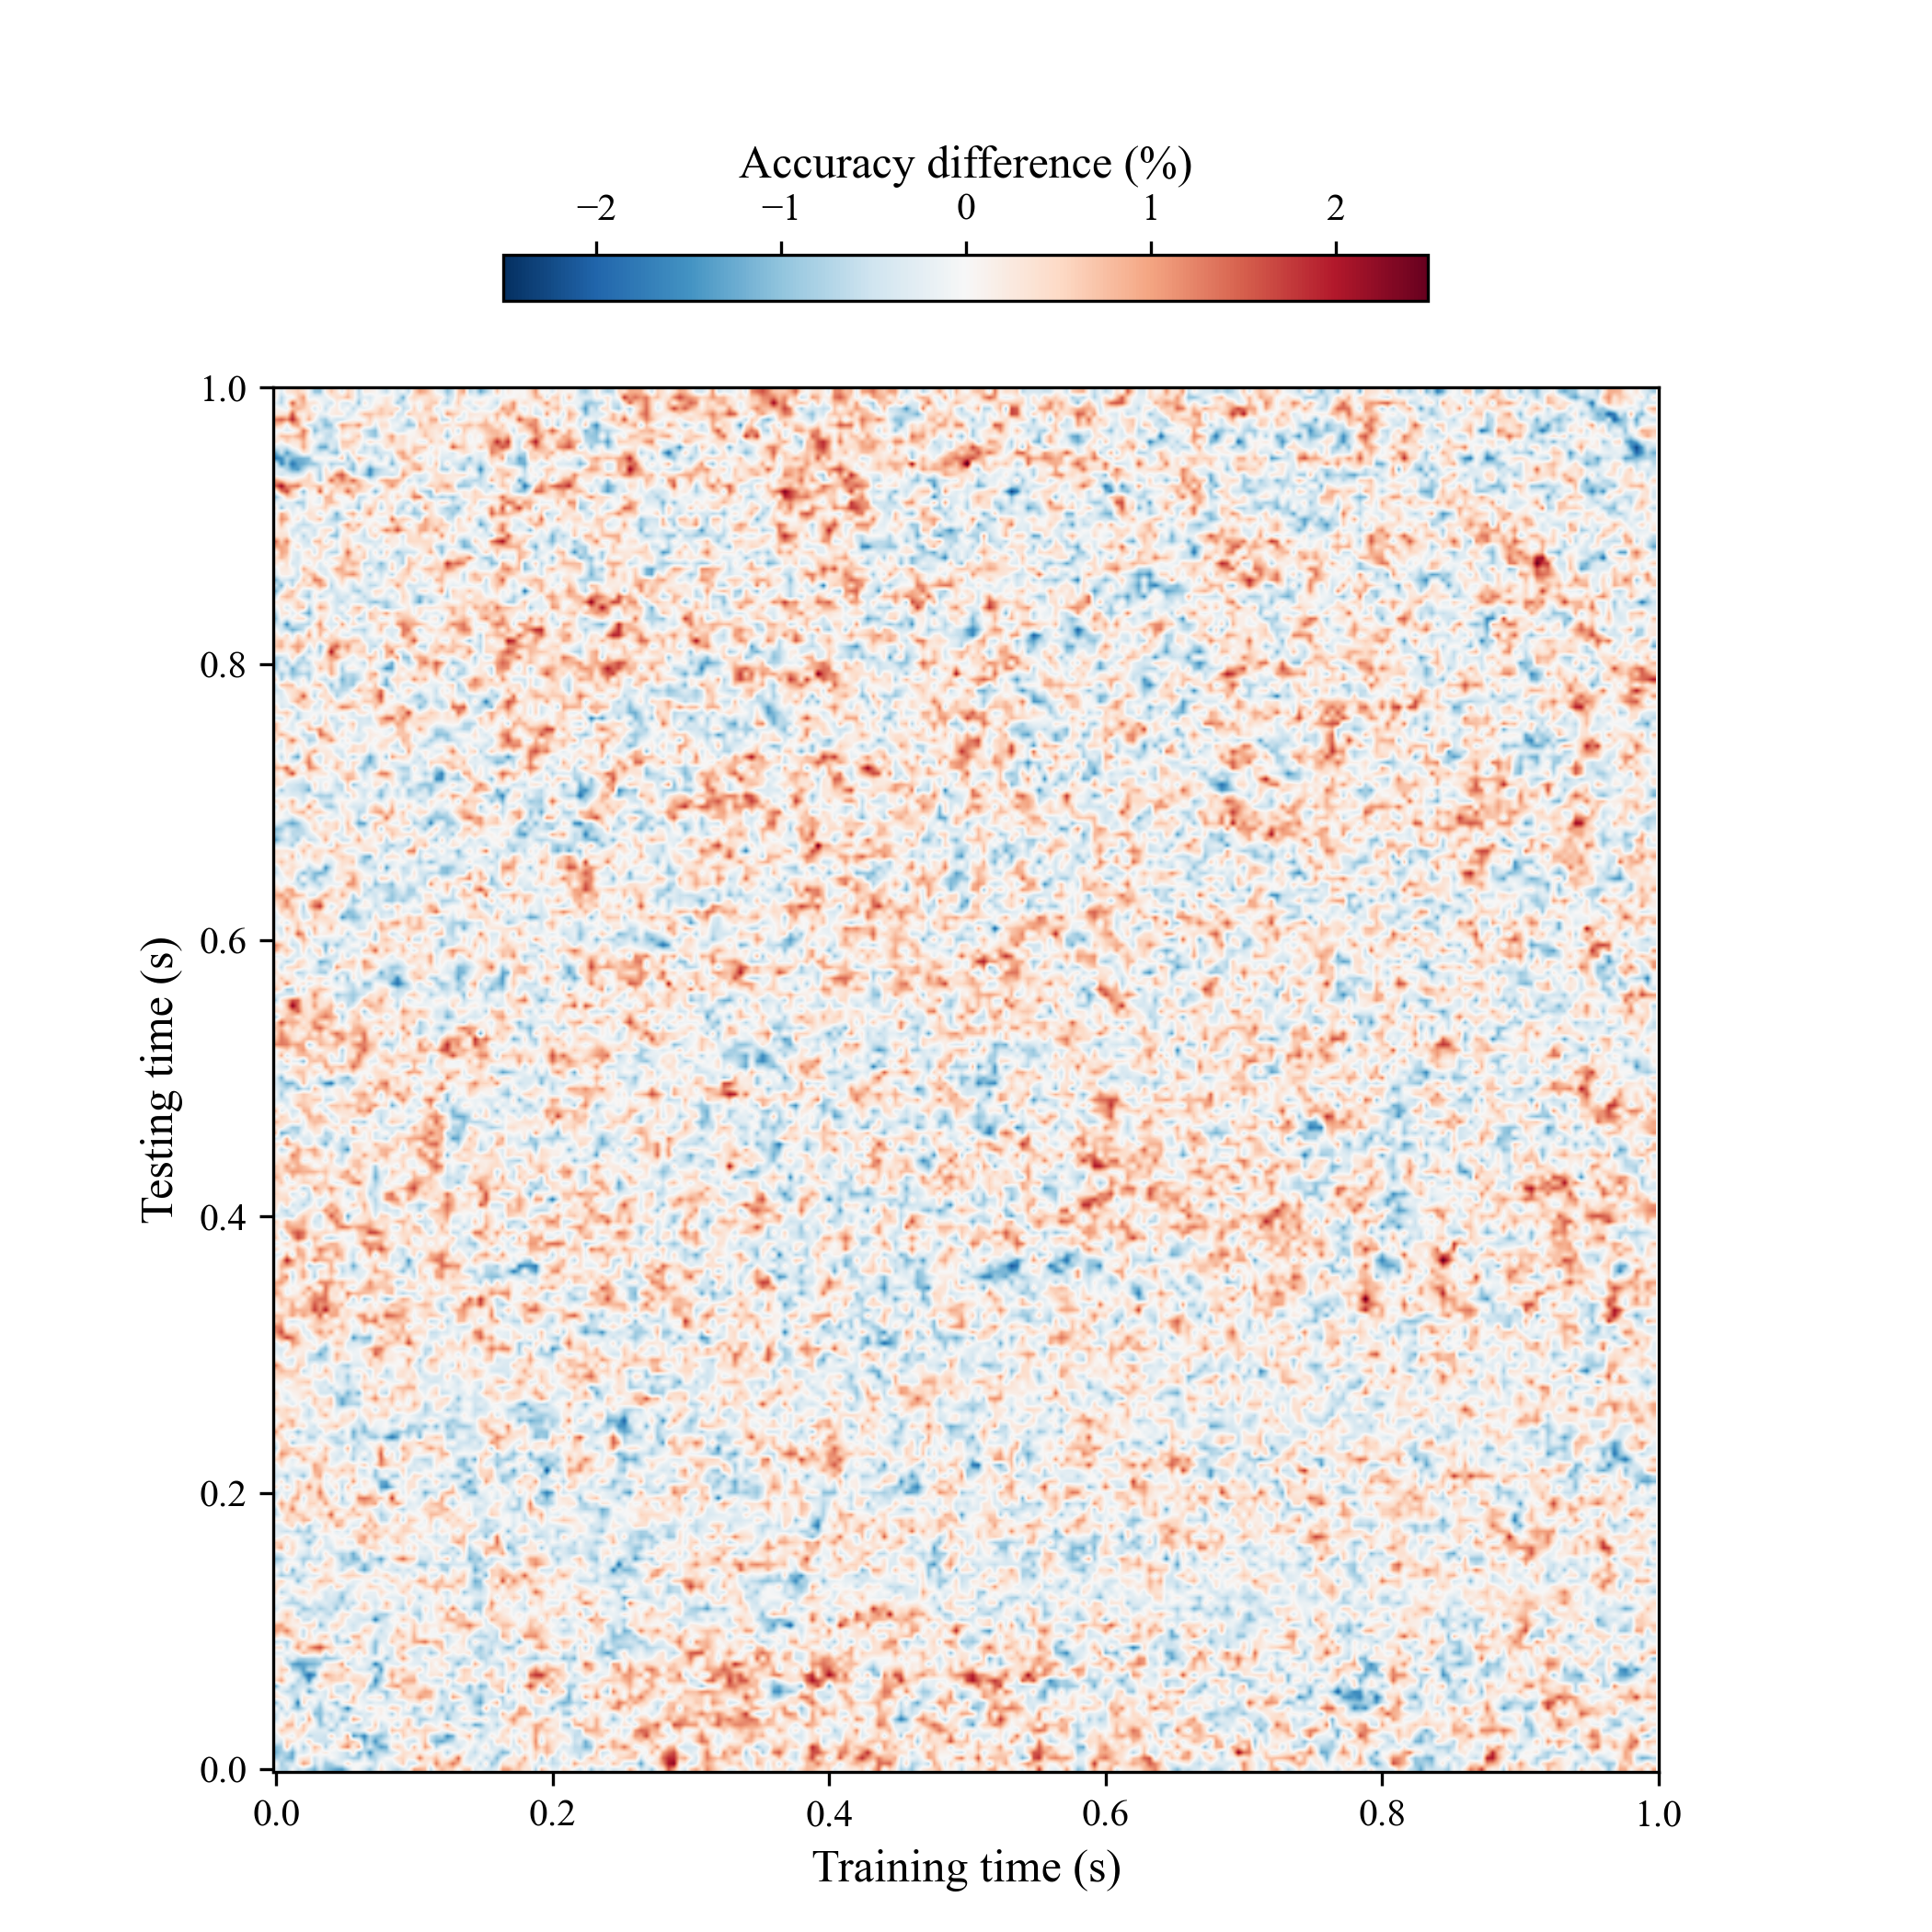 Accuracy difference (%)
−2 −1 0 1 2
1.0
0.8
0.6
0.4
0.2
0.0
Testing time (s)
0.0 0.2 0.4 0.6 0.8 1.0
Training time (s)